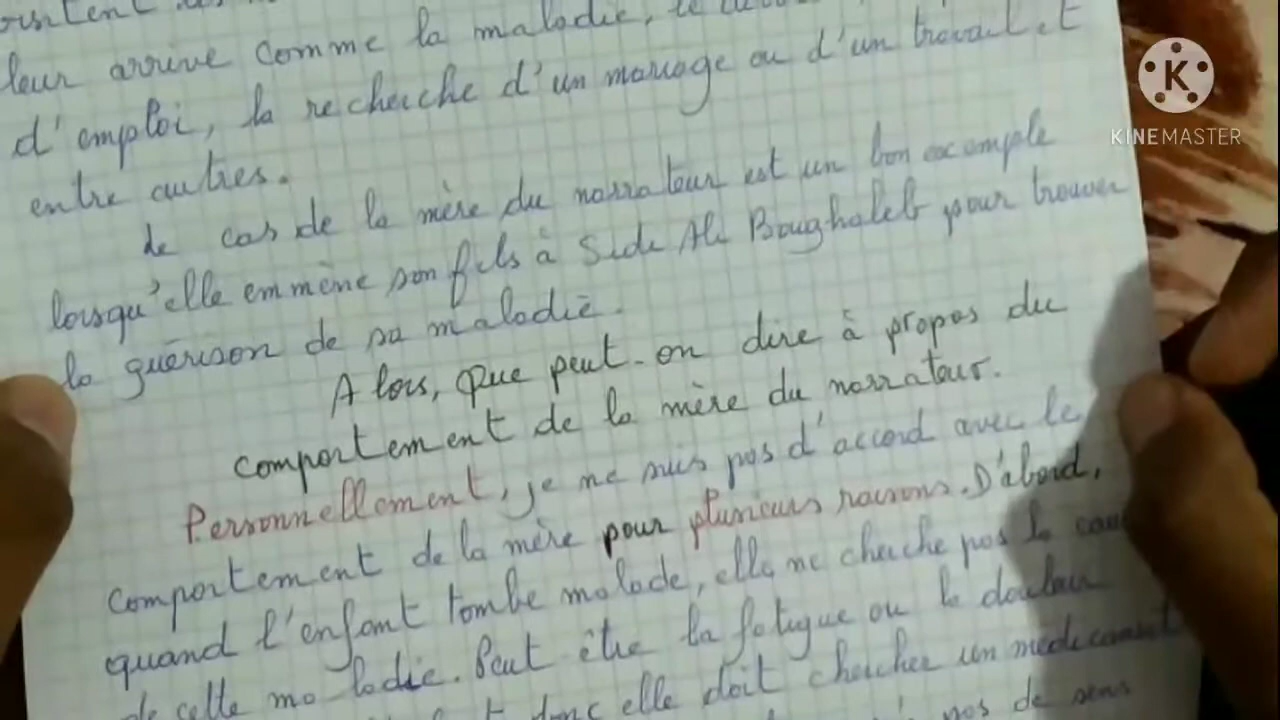 leur arrive comme la maladie, le
d'emploi, la recherche d'un mariage ou d'un travail et
entre autres.
Le cas de la mère du narrateur est un bon exemple
lorsqu'elle emmène son fils à Side Ali Boughaleb pour trouver
la guérison de sa maladie.
Alors, que peut-on dire à propos du
comportement de la mère du narrateur.
Personnellement, je ne suis pas d'accord avec le
comportement de la mère pour plusieurs raisons. D'abord,
quand l'enfant tombe malade, elle ne cherche pas la
de cette maladie. Peut être la fatigue ou la douleur
donc elle doit chercher un médicament
pas de sens
K
KINEMASTER